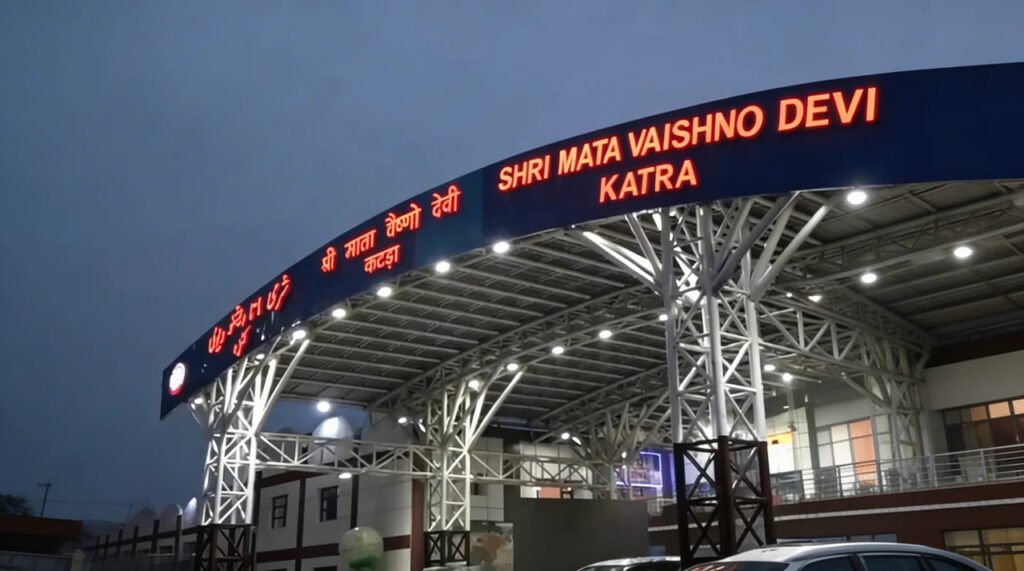 SHRI MATA VAISHNO DEVI
KATRA
श्री माता वैष्णो देवी
कटड़ा